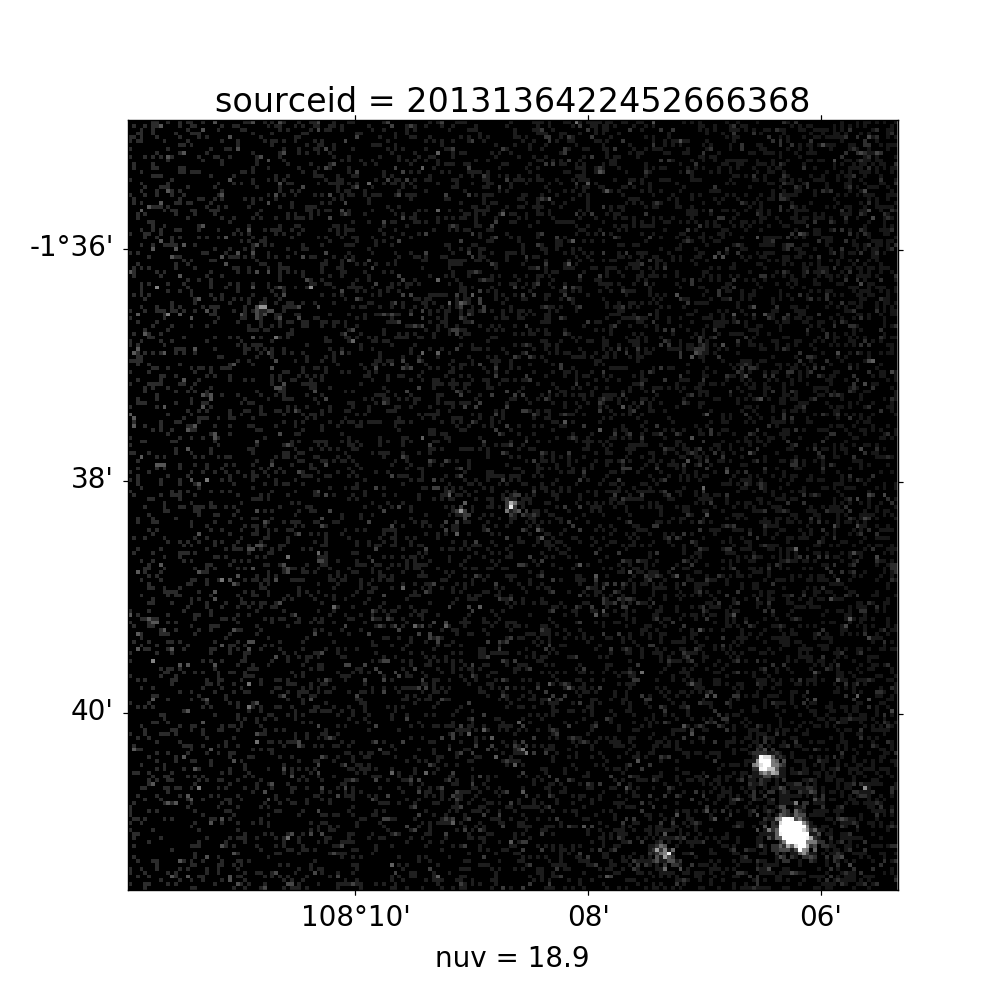 sourceid = 2013136422452666368
-1°36'
38'
40'
108°10' 08' 06'
nuv = 18.9